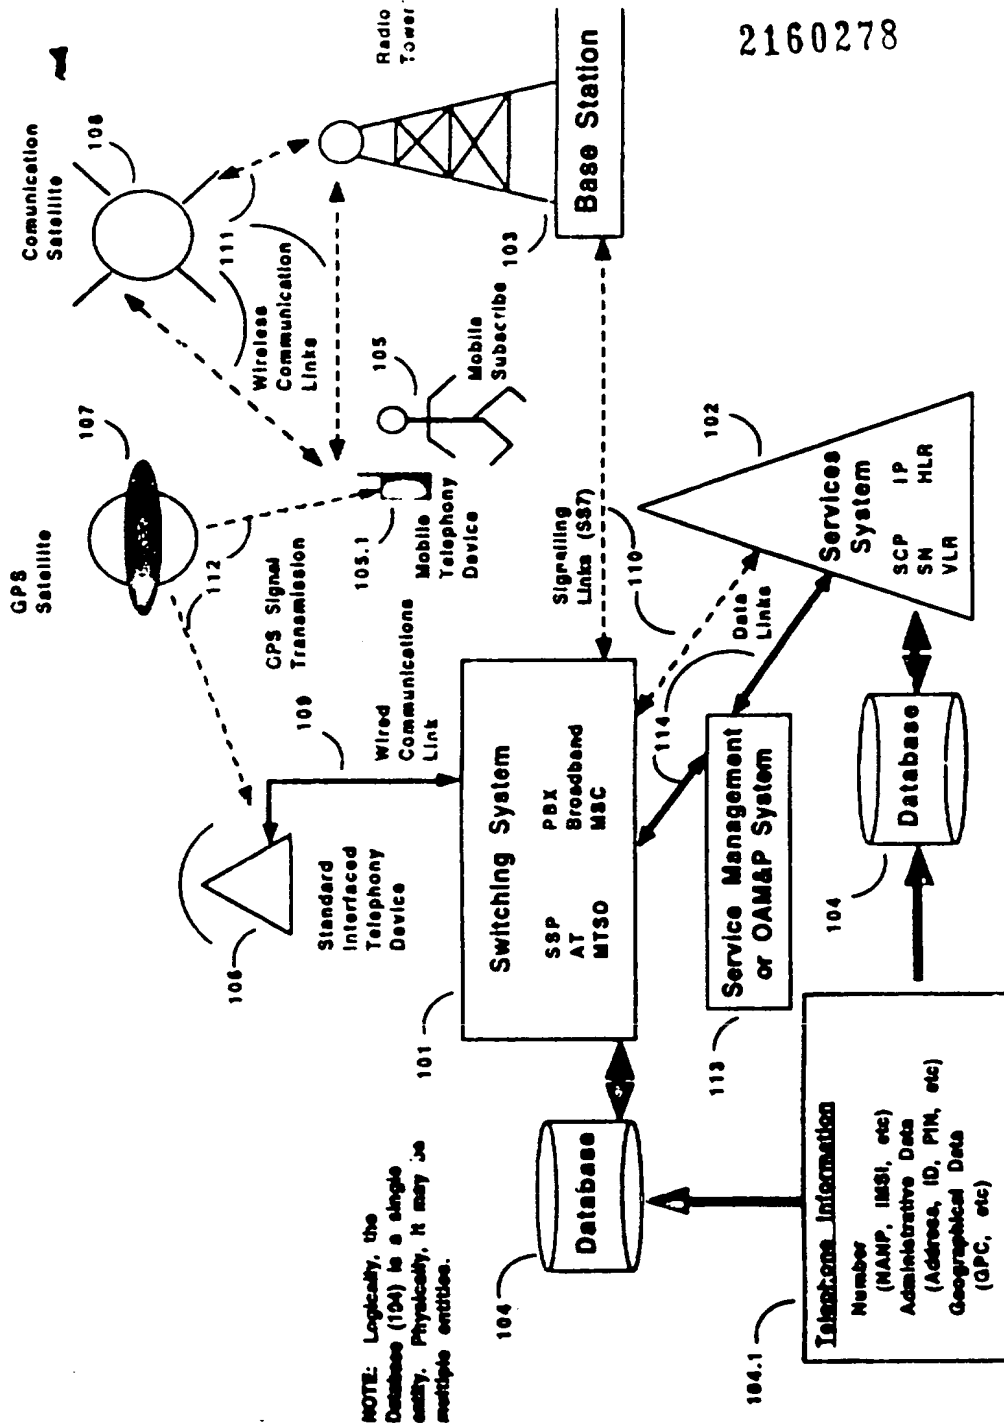 2160278
Comunication
Satellite
108
Radio
Tower
GPS
Satellite
107
111
Wireless
Communication
Links
112
GPS Signal
Transmission
105
Mobile
Subscribe
103
Base Station
106
Standard
Interfaced
Telephony
Device
109
Wired
Communications
Link
105.1
Mobile
Telephony
Device
Signalling
Links (SS7)
110
101
Switching System
SSP PBX
AT Broadband
MTSO MSC
114
Data
Links
102
Services
System
SCP IP
SN HLR
VLR
113
Service Management
or OAM&P System
NOTE: Logically, the
Database (104) is a single
entity. Physically, it may be
multiple entities.
104
Database
104
Database
104.1
Telephone Information
Number
(NANP, IMSI, etc)
Administrative Data
(Address, ID, PIN, etc)
Geographical Data
(GPC, etc)